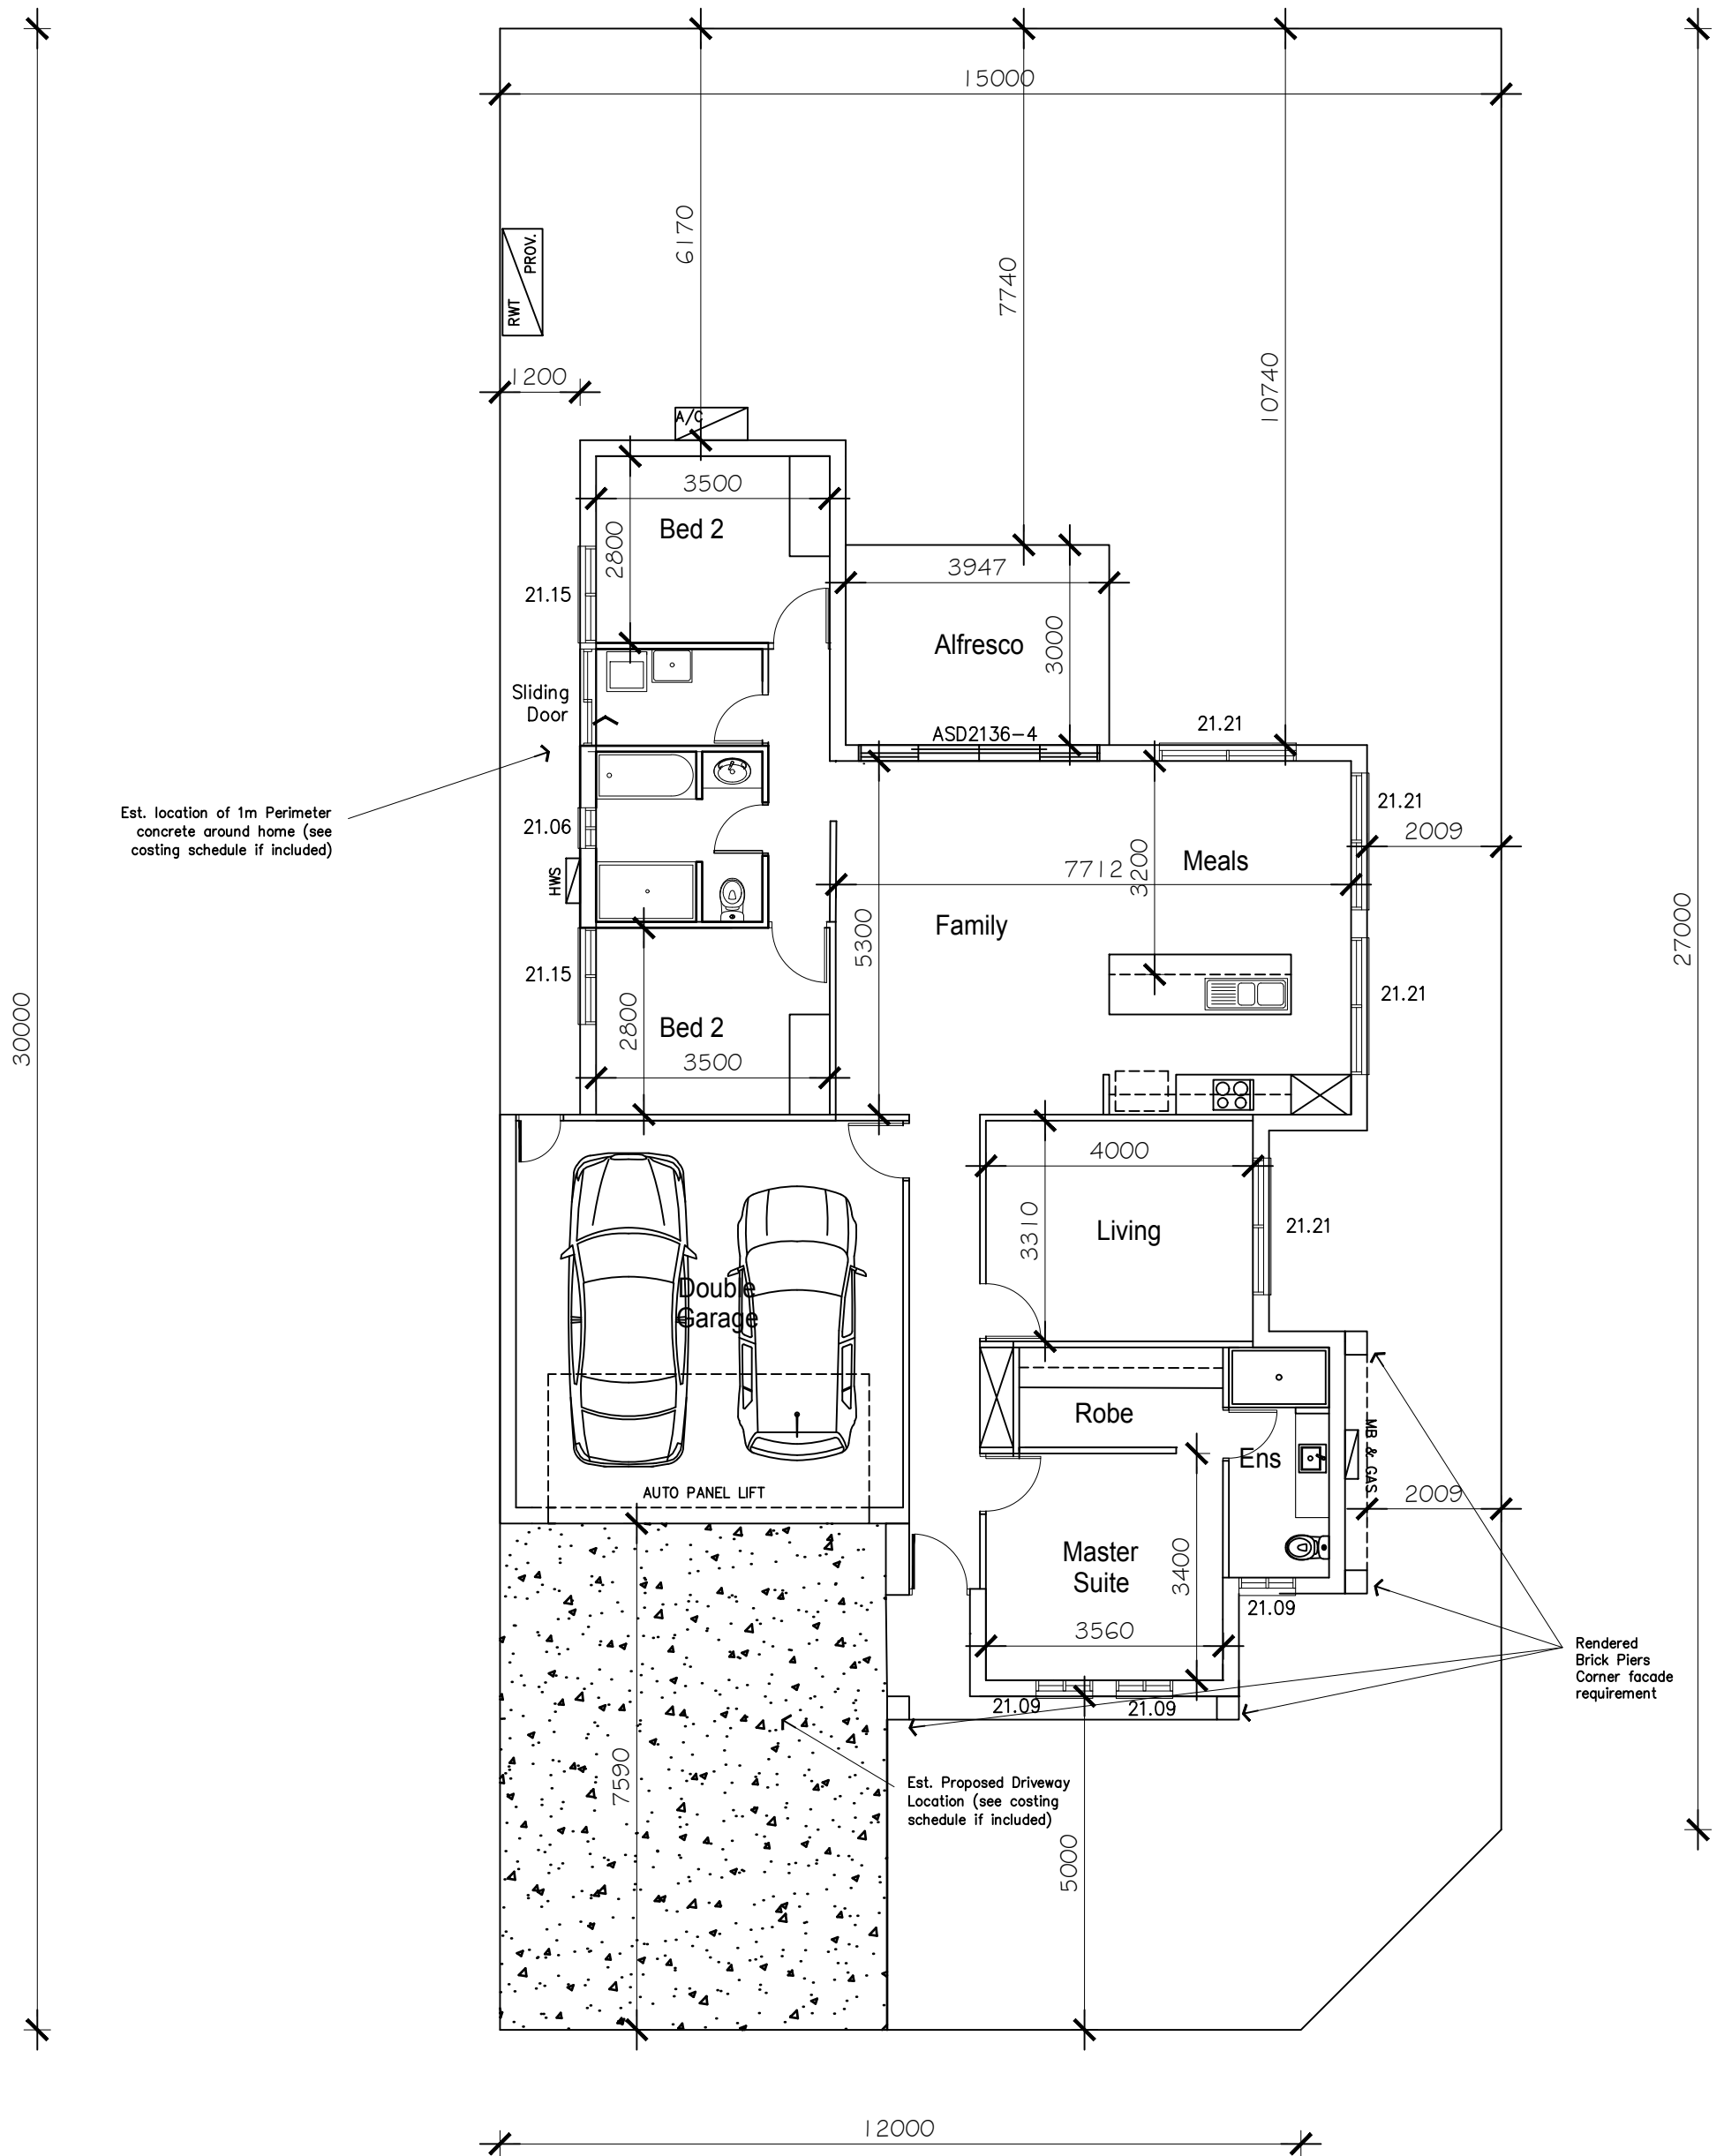 15000
6170
7740
10740
RWT PROV.
1200
A/C
3500
Bed 2
2800
21.15
3947
Alfresco
3000
Sliding
Door
ASD2136-4
21.21
Est. location of 1m Perimeter
concrete around home (see
costing schedule if included)
21.06
HWS
21.21
2009
7712
3200
Meals
Family
5300
21.15
21.21
2800
Bed 2
3500
30000
27000
4000
3310
Living
21.21
Double
Garage
Robe
Ens
MB & GAS
AUTO PANEL LIFT
2009
Master
Suite
3400
3560
21.09
21.09
21.09
Rendered
Brick Piers
Corner facade
requirement
7590
Est. Proposed Driveway
Location (see costing
schedule if included)
5000
12000